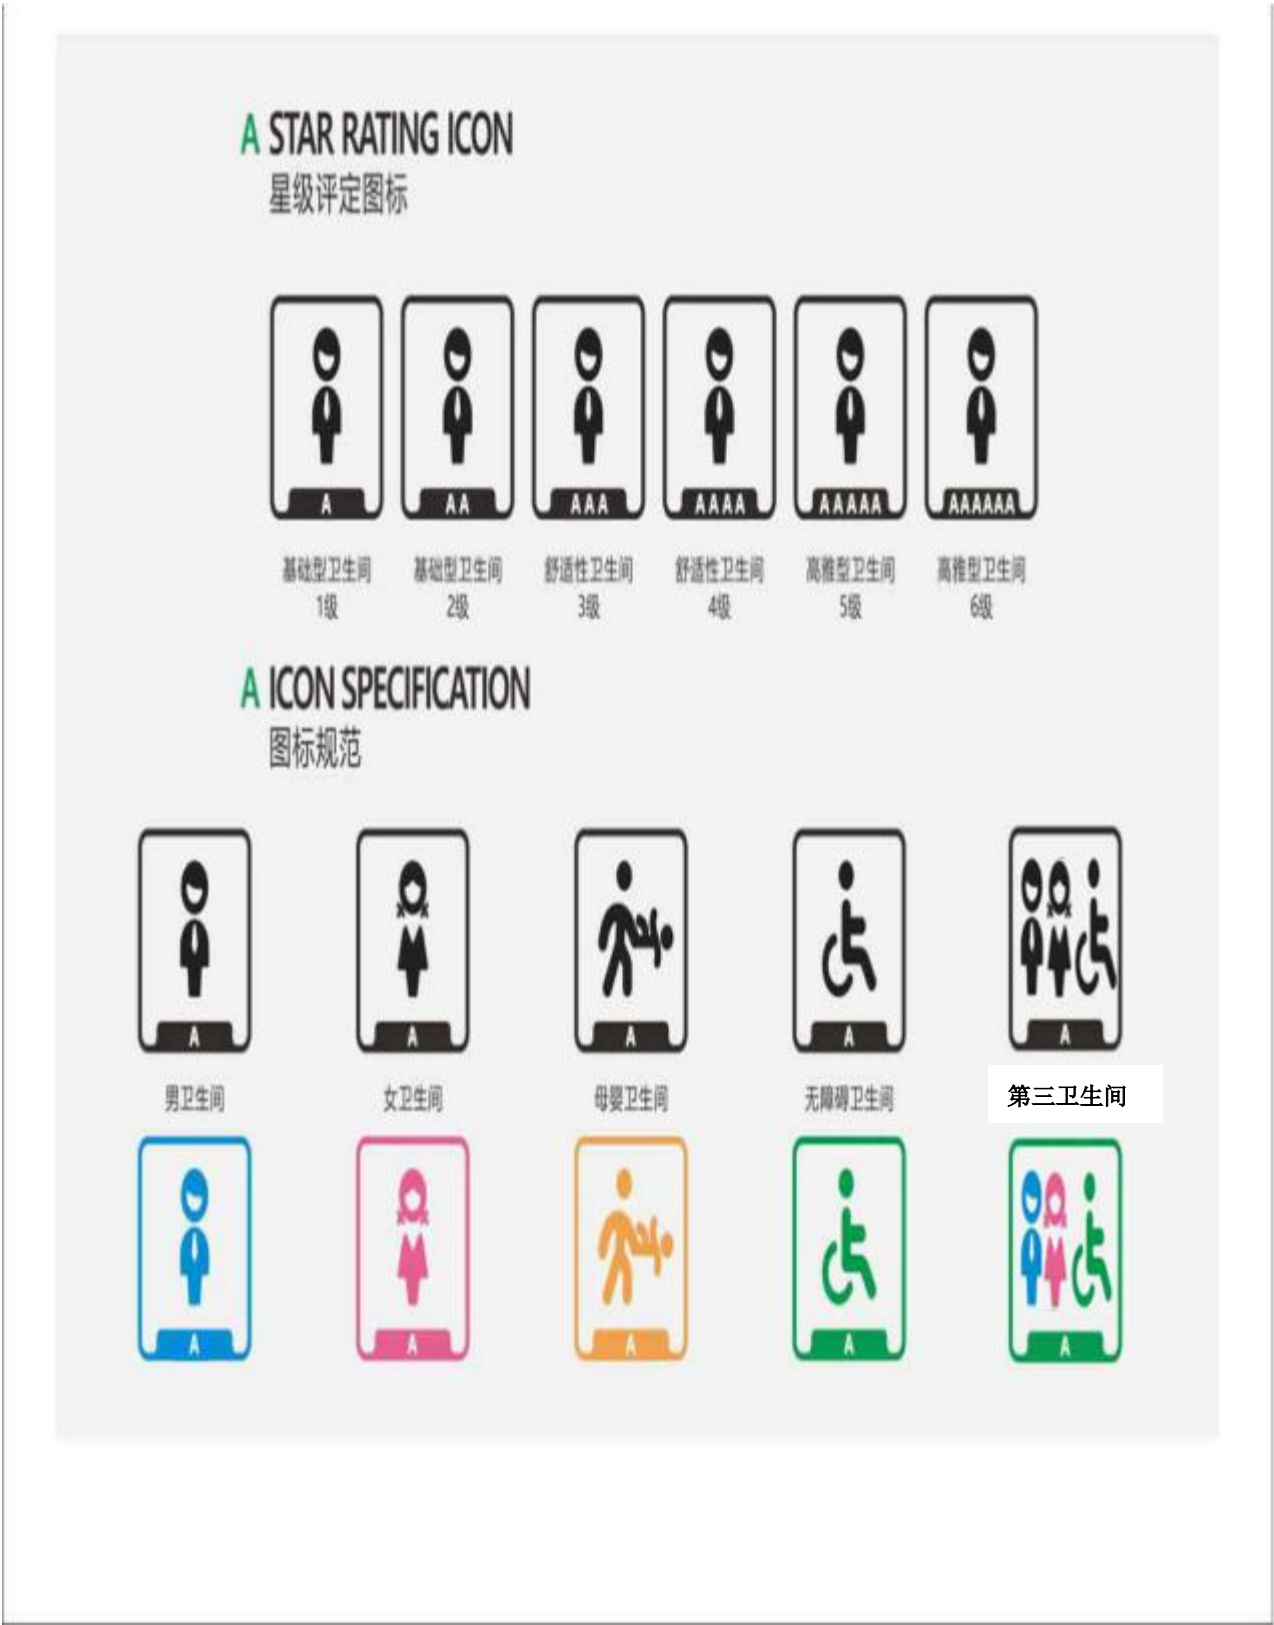 A STAR RATING ICON
星级评定图标
A AA AAA AAAA AAAAA AAAAAA
基础型卫生间 基础型卫生间 舒适性卫生间 舒适性卫生间 高雅型卫生间 高雅型卫生间
1级 2级 3级 4级 5级 6级
A ICON SPECIFICATION
图标规范
A A A A A
男卫生间 女卫生间 母婴卫生间 无障碍卫生间 第三卫生间
A A A A A